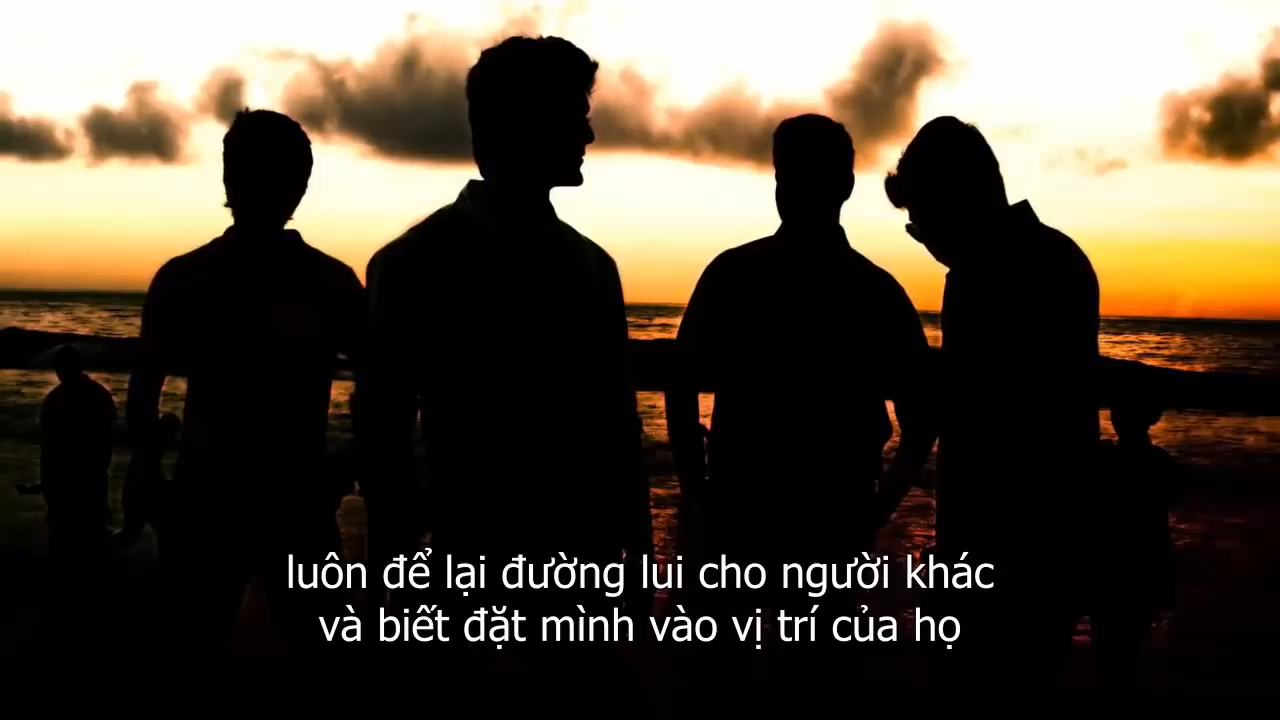 luôn để lại đường lui cho người khác
và biết đặt mình vào vị trí của họ